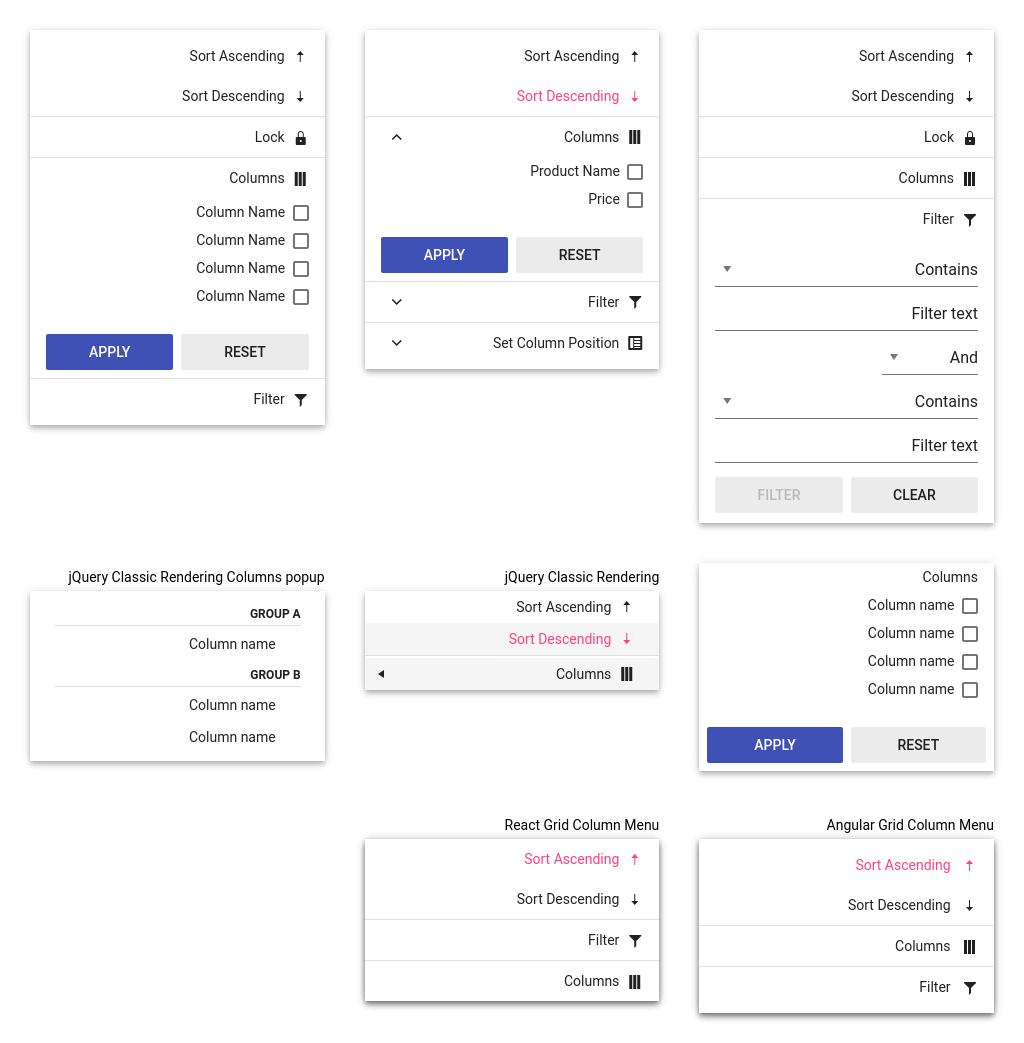 Sort Ascending
Sort Descending
Lock
Columns
Column Name
Column Name
Column Name
Column Name
APPLY RESET
Filter
Sort Ascending
Sort Descending
Columns
Product Name
Price
APPLY RESET
Filter
Set Column Position
Sort Ascending
Sort Descending
Lock
Columns
Filter
Contains
Filter text
And
Contains
Filter text
FILTER CLEAR
jQuery Classic Rendering Columns popup
GROUP A
Column name
GROUP B
Column name
Column name
jQuery Classic Rendering
Sort Ascending
Sort Descending
Columns
Columns
Column name
Column name
Column name
Column name
APPLY RESET
React Grid Column Menu
Sort Ascending
Sort Descending
Filter
Columns
Angular Grid Column Menu
Sort Ascending
Sort Descending
Columns
Filter